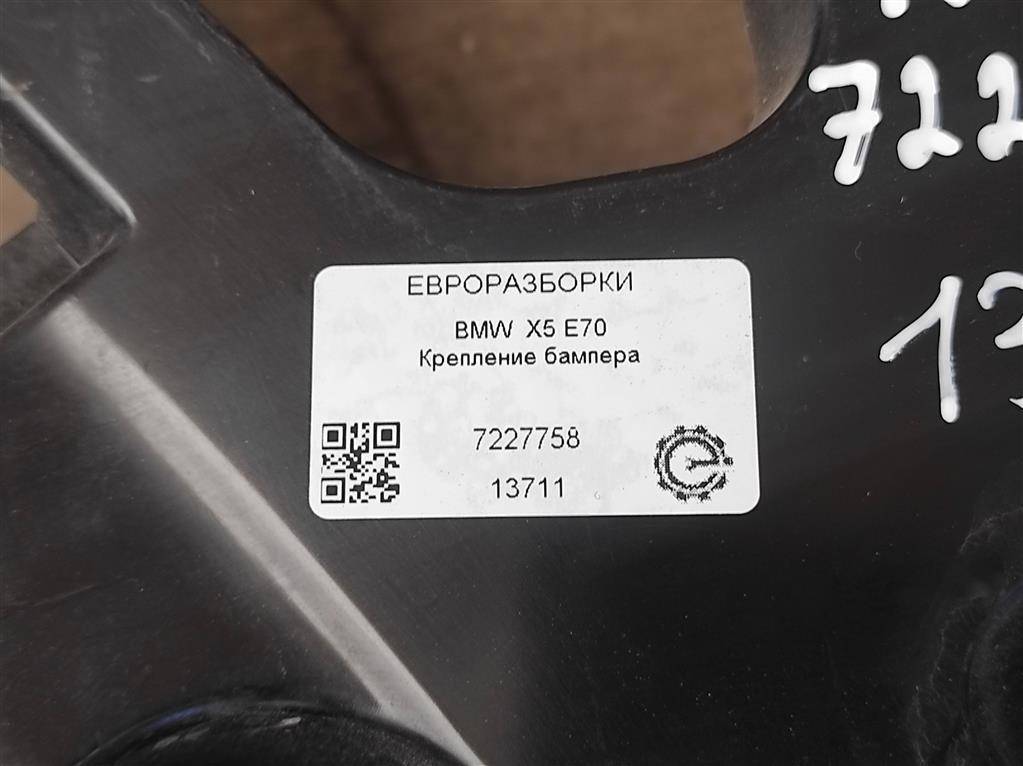 722
13
ЕВРОРАЗБОРКИ
BMW X5 E70
Крепление бампера
7227758
13711